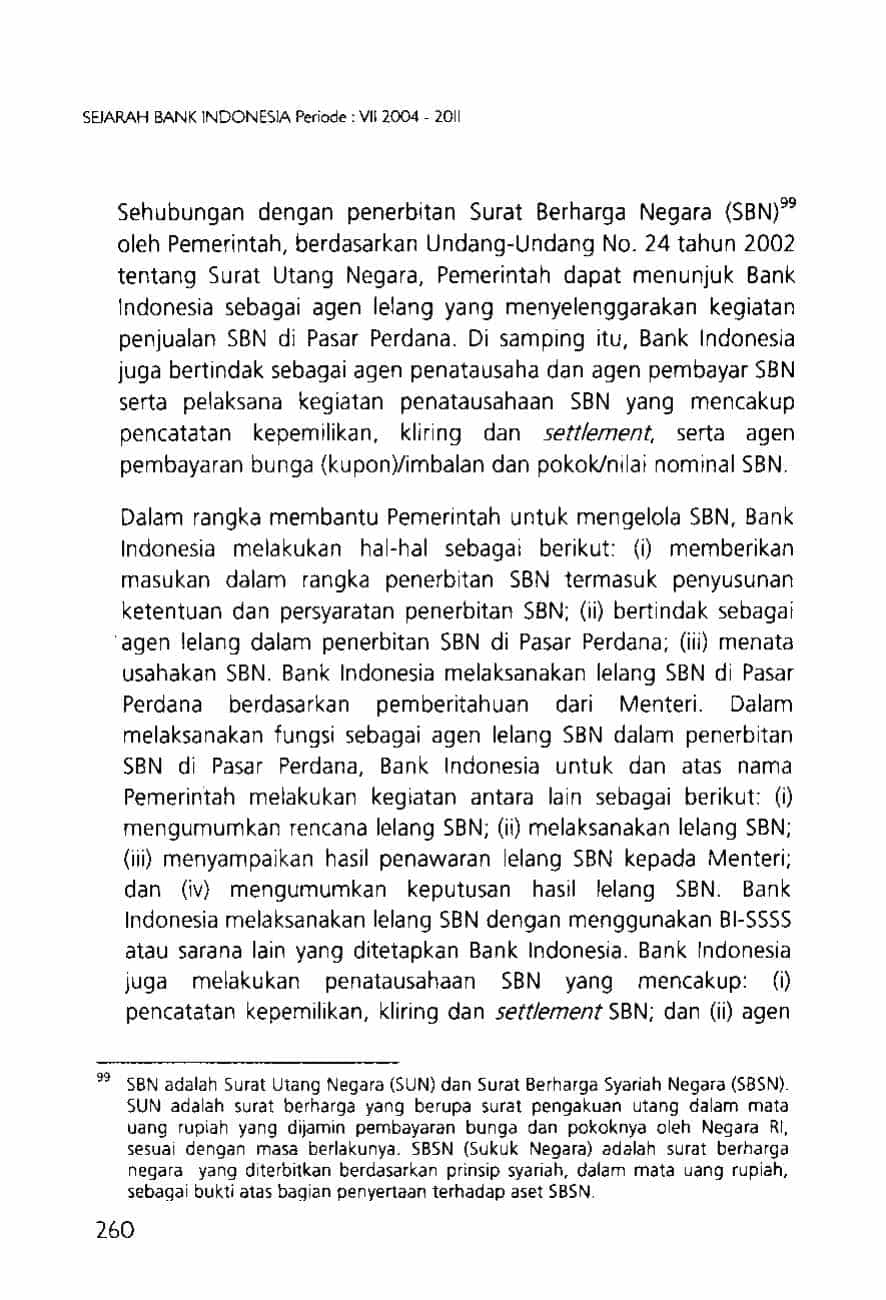 SEJARAH BANK INDONESIA Periode : VII 2004 - 2011
Sehubungan dengan penerbitan Surat Berharga Negara (SBN)99
oleh Pemerintah, berdasarkan Undang-Undang No. 24 tahun 2002
tentang Surat Utang Negara, Pemerintah dapat menunjuk Bank
Indonesia sebagai agen lelang yang menyelenggarakan kegiatan
penjualan SBN di Pasar Perdana. Di samping itu, Bank Indonesia
juga bertindak sebagai agen penatausaha dan agen pembayar SBN
serta pelaksana kegiatan penatausahaan SBN yang mencakup
pencatatan kepemilikan, kliring dan settlement, serta agen
pembayaran bunga (kupon)/imbalan dan pokok/nilai nominal SBN.
Dalam rangka membantu Pemerintah untuk mengelola SBN, Bank
Indonesia melakukan hal-hal sebagai berikut: (i) memberikan
masukan dalam rangka penerbitan SBN termasuk penyusunan
ketentuan dan persyaratan penerbitan SBN; (ii) bertindak sebagai
agen lelang dalam penerbitan SBN di Pasar Perdana; (iii) menata
usahakan SBN. Bank Indonesia melaksanakan lelang SBN di Pasar
Perdana berdasarkan pemberitahuan dari Menteri. Dalam
melaksanakan fungsi sebagai agen lelang SBN dalam penerbitan
SBN di Pasar Perdana, Bank Indonesia untuk dan atas nama
Pemerintah melakukan kegiatan antara lain sebagai berikut: (i)
mengumumkan rencana lelang SBN; (ii) melaksanakan lelang SBN;
(iii) menyampaikan hasil penawaran lelang SBN kepada Menteri;
dan (iv) mengumumkan keputusan hasil lelang SBN. Bank
Indonesia melaksanakan lelang SBN dengan menggunakan BI-SSSS
atau sarana lain yang ditetapkan Bank Indonesia. Bank Indonesia
juga melakukan penatausahaan SBN yang mencakup: (i)
pencatatan kepemilikan, kliring dan settlement SBN; dan (ii) agen
99 SBN adalah Surat Utang Negara (SUN) dan Surat Berharga Syariah Negara (SBSN).
SUN adalah surat berharga yang berupa surat pengakuan utang dalam mata
uang rupiah yang dijamin pembayaran bunga dan pokoknya oleh Negara RI,
sesuai dengan masa berlakunya. SBSN (Sukuk Negara) adalah surat berharga
negara yang diterbitkan berdasarkan prinsip syariah, dalam mata uang rupiah,
sebagai bukti atas bagian penyertaan terhadap aset SBSN.
260